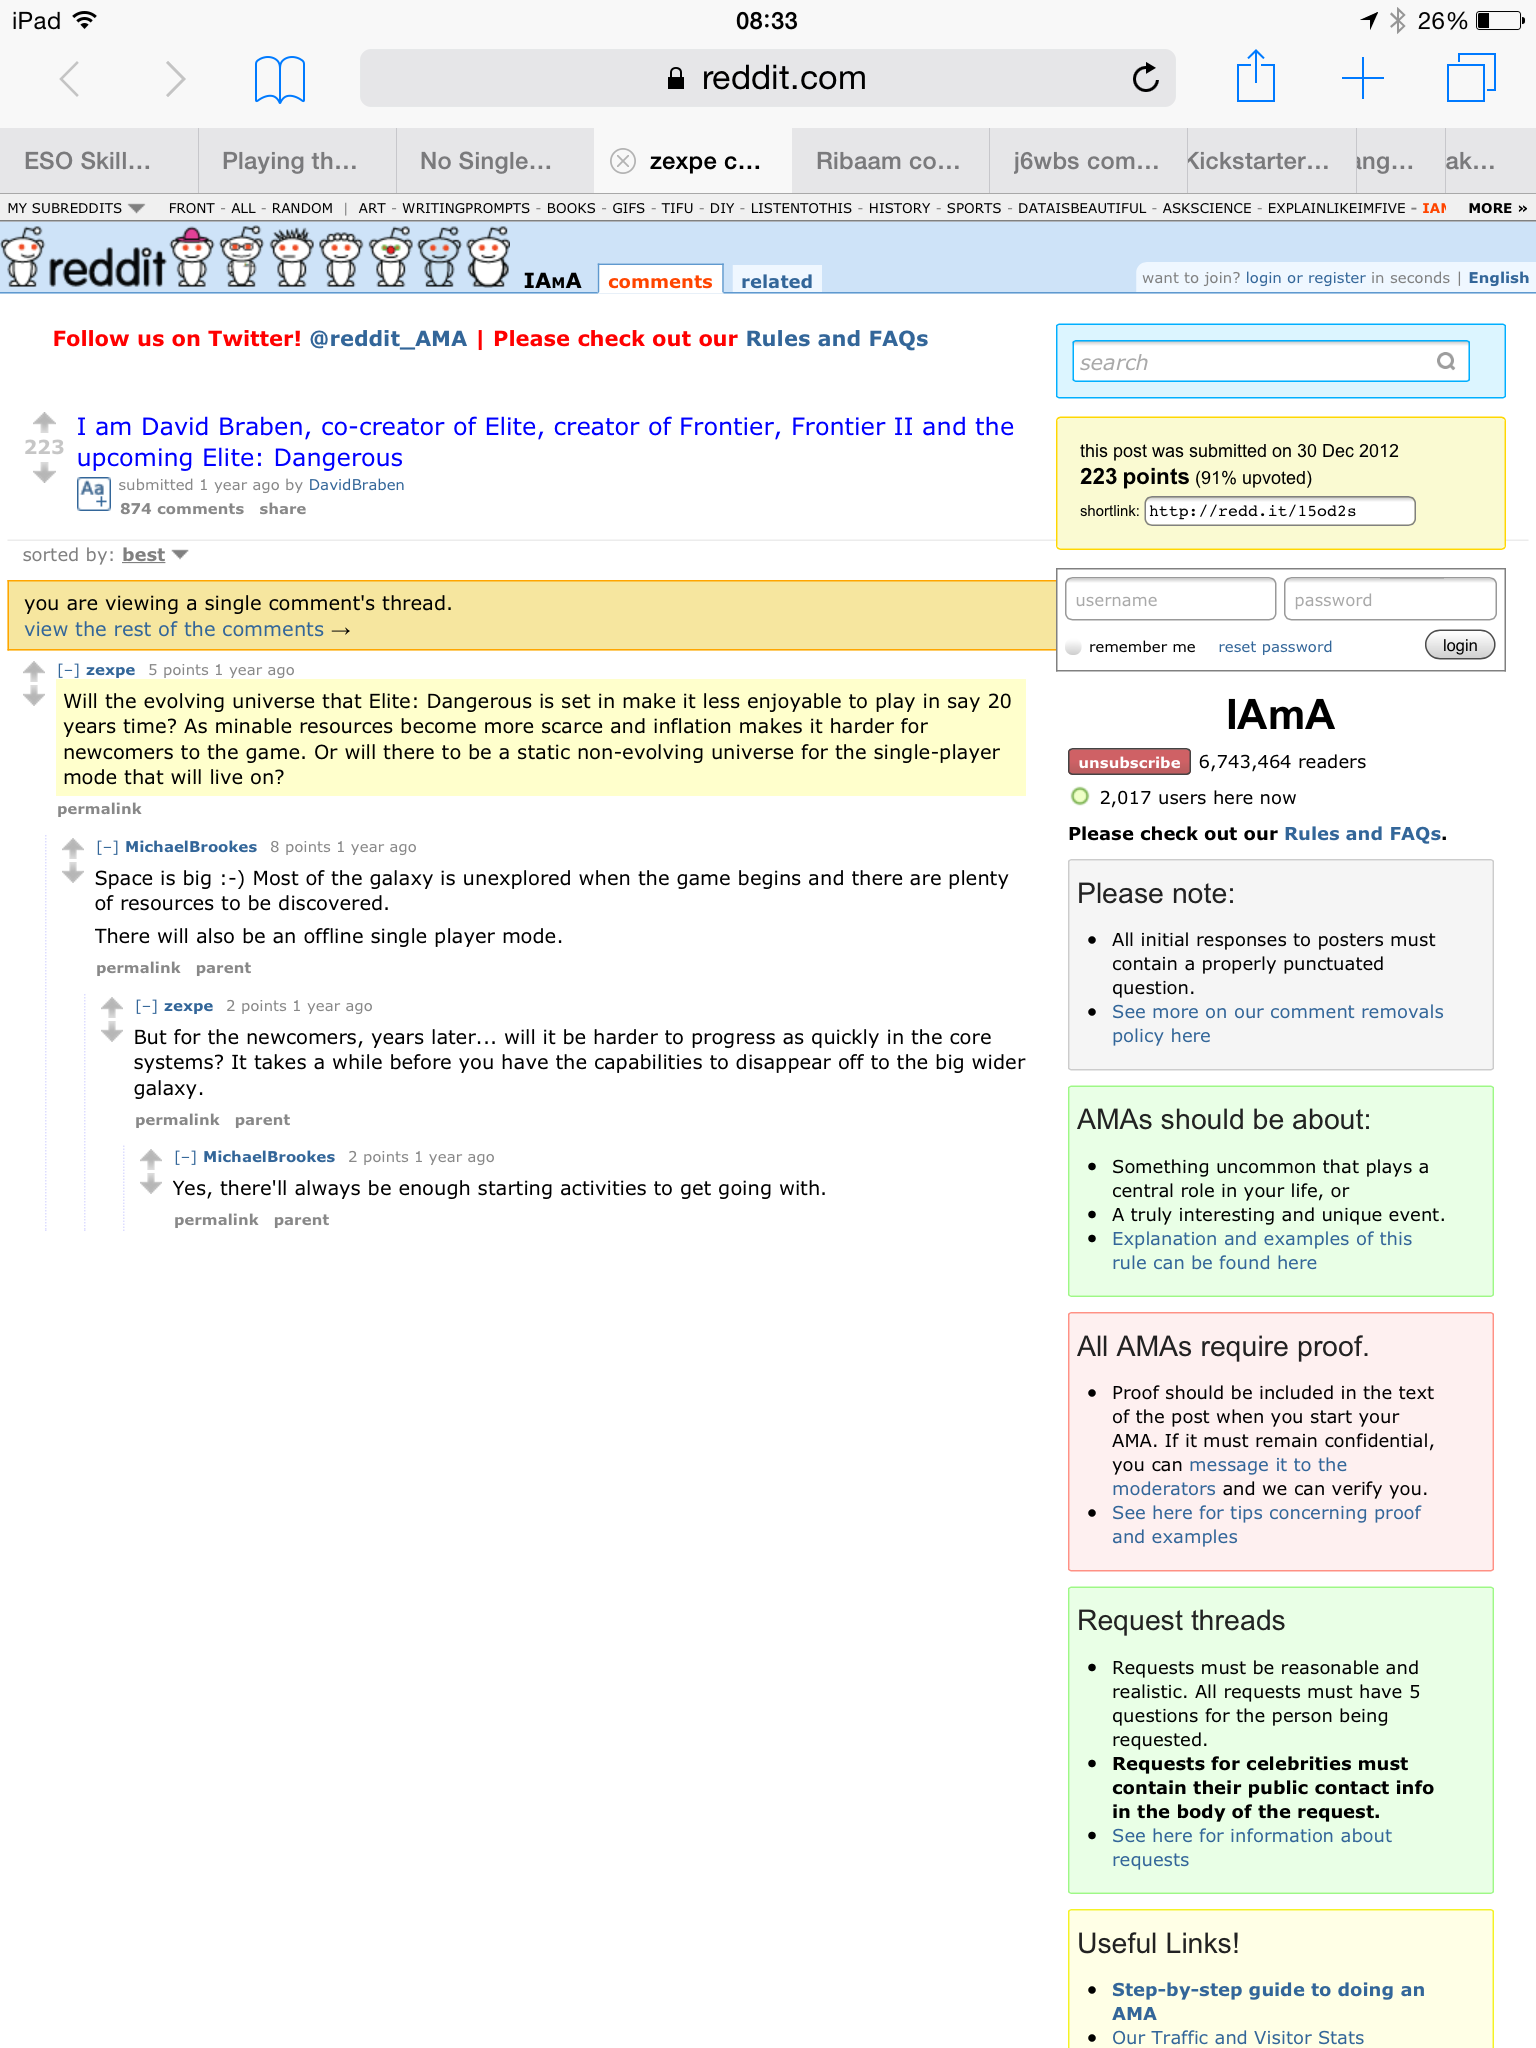 iPad
08:33
26%
reddit.com
ESO Skill...
Playing th...
No Single...
zexpe c...
Ribaam co...
j6wbs com...
Kickstarter...
ang...
ak...
MY SUBREDDITS
FRONT - ALL - RANDOM | ART - WRITINGPROMPTS - BOOKS - GIFS - TIFU - DIY - LISTENTOTHIS - HISTORY - SPORTS - DATAISBEAUTIFUL - ASKSCIENCE - EXPLAINLIKEIMFIVE - IAM
MORE »
reddit
IAMA
comments
related
want to join? login or register in seconds | English
Follow us on Twitter! @reddit_AMA | Please check out our Rules and FAQs
223
I am David Braben, co-creator of Elite, creator of Frontier, Frontier II and the
upcoming Elite: Dangerous
Aa+
submitted 1 year ago by DavidBraben
874 comments share
sorted by: best
you are viewing a single comment's thread.
view the rest of the comments →
[–] zexpe 5 points 1 year ago
Will the evolving universe that Elite: Dangerous is set in make it less enjoyable to play in say 20
years time? As minable resources become more scarce and inflation makes it harder for
newcomers to the game. Or will there to be a static non-evolving universe for the single-player
mode that will live on?
permalink
[–] MichaelBrookes 8 points 1 year ago
Space is big :-) Most of the galaxy is unexplored when the game begins and there are plenty
of resources to be discovered.
There will also be an offline single player mode.
permalink parent
[–] zexpe 2 points 1 year ago
But for the newcomers, years later... will it be harder to progress as quickly in the core
systems? It takes a while before you have the capabilities to disappear off to the big wider
galaxy.
permalink parent
[–] MichaelBrookes 2 points 1 year ago
Yes, there'll always be enough starting activities to get going with.
permalink parent
search
this post was submitted on 30 Dec 2012
223 points (91% upvoted)
shortlink: http://redd.it/15od2s
username
password
remember me
reset password
login
IAmA
unsubscribe 6,743,464 readers
2,017 users here now
Please check out our Rules and FAQs.
Please note:
• All initial responses to posters must
contain a properly punctuated
question.
• See more on our comment removals
policy here
AMAs should be about:
• Something uncommon that plays a
central role in your life, or
• A truly interesting and unique event.
• Explanation and examples of this
rule can be found here
All AMAs require proof.
• Proof should be included in the text
of the post when you start your
AMA. If it must remain confidential,
you can message it to the
moderators and we can verify you.
• See here for tips concerning proof
and examples
Request threads
• Requests must be reasonable and
realistic. All requests must have 5
questions for the person being
requested.
• Requests for celebrities must
contain their public contact info
in the body of the request.
• See here for information about
requests
Useful Links!
• Step-by-step guide to doing an
AMA
• Our Traffic and Visitor Stats